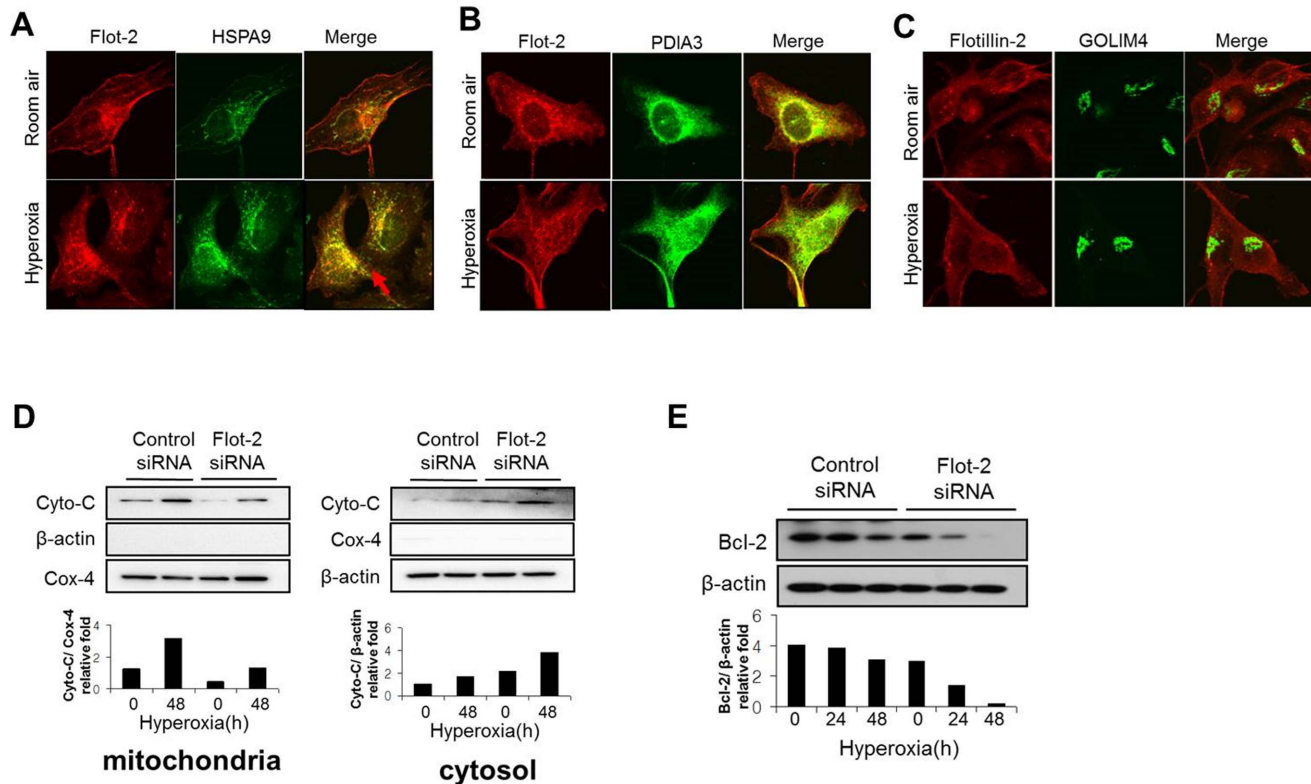 A
Flot-2 HSPA9 Merge
Room air
Hyperoxia
B
Flot-2 PDIA3 Merge
Room air
Hyperoxia
C
Flotillin-2 GOLIM4 Merge
Room air
Hyperoxia
D
Control Flot-2
siRNA siRNA
Cyto-C
β-actin
Cox-4
Cyto-C/ Cox-4
relative fold
4
2
0
0 48 0 48
Hyperoxia(h)
mitochondria
Control Flot-2
siRNA siRNA
Cyto-C
Cox-4
β-actin
Cyto-C/ β-actin
relative fold
6
4
2
0
0 48 0 48
Hyperoxia(h)
cytosol
E
Control Flot-2
siRNA siRNA
Bcl-2
β-actin
Bcl-2/ β-actin
relative fold
6
4
2
0
0 24 48 0 24 48
Hyperoxia(h)